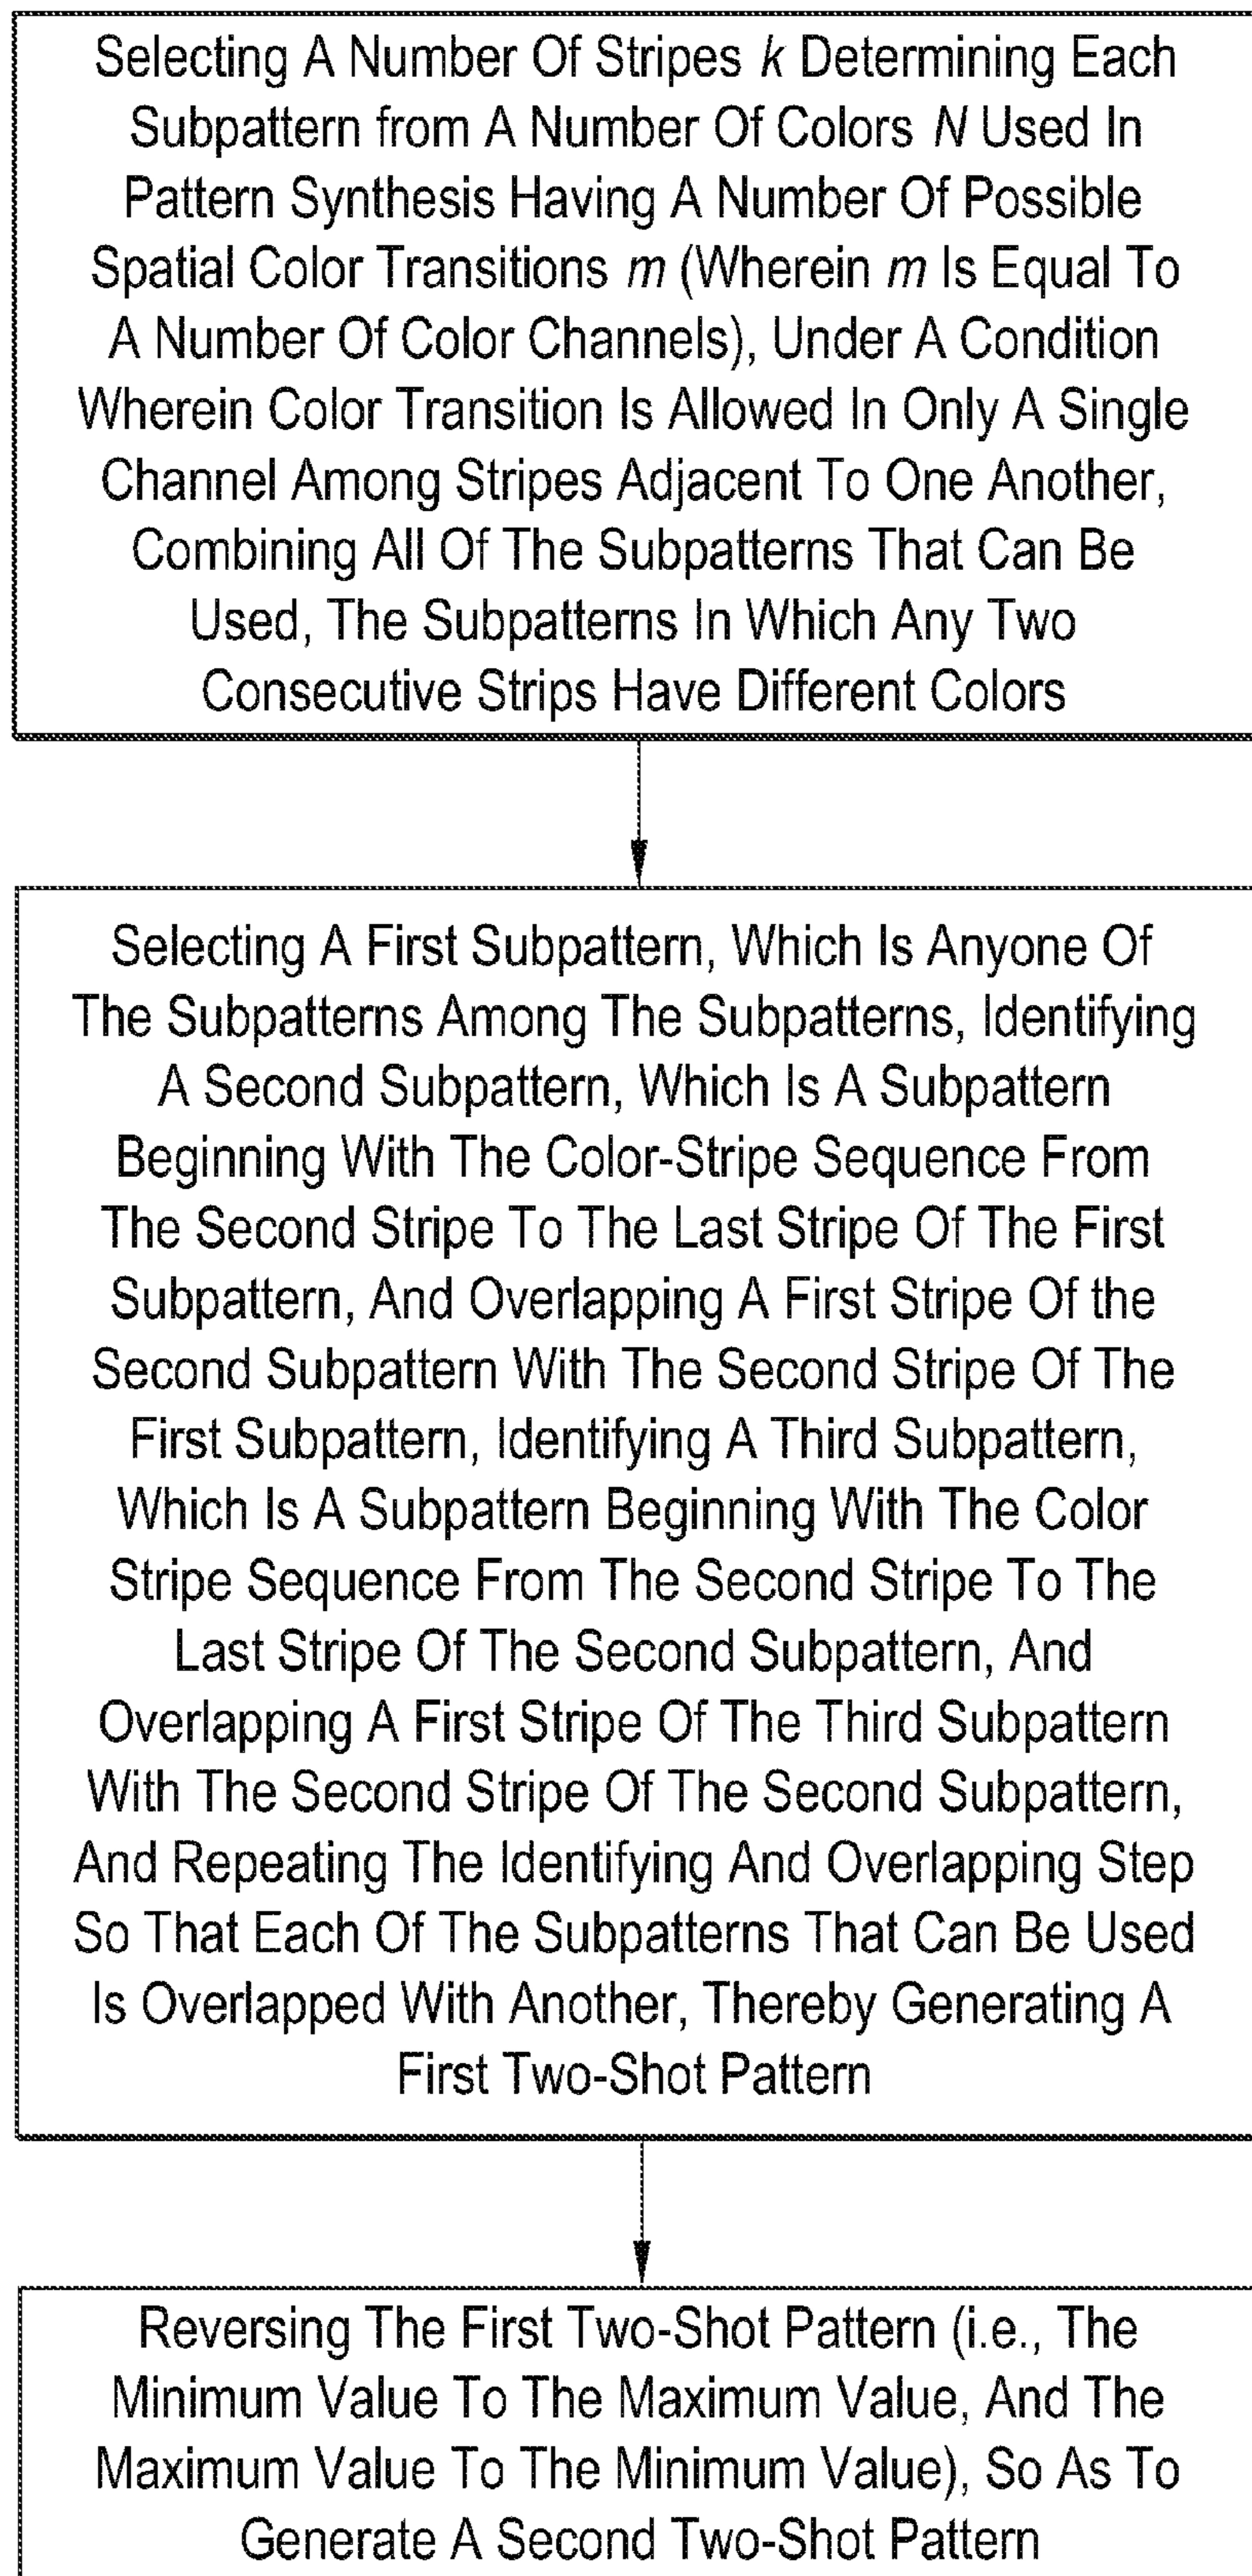 Selecting A Number Of Stripes k Determining Each
Subpattern from A Number Of Colors N Used In
Pattern Synthesis Having A Number Of Possible
Spatial Color Transitions m (Wherein m Is Equal To
A Number Of Color Channels), Under A Condition
Wherein Color Transition Is Allowed In Only A Single
Channel Among Stripes Adjacent To One Another,
Combining All Of The Subpatterns That Can Be
Used, The Subpatterns In Which Any Two
Consecutive Strips Have Different Colors
Selecting A First Subpattern, Which Is Anyone Of
The Subpatterns Among The Subpatterns, Identifying
A Second Subpattern, Which Is A Subpattern
Beginning With The Color-Stripe Sequence From
The Second Stripe To The Last Stripe Of The First
Subpattern, And Overlapping A First Stripe Of the
Second Subpattern With The Second Stripe Of The
First Subpattern, Identifying A Third Subpattern,
Which Is A Subpattern Beginning With The Color
Stripe Sequence From The Second Stripe To The
Last Stripe Of The Second Subpattern, And
Overlapping A First Stripe Of The Third Subpattern
With The Second Stripe Of The Second Subpattern,
And Repeating The Identifying And Overlapping Step
So That Each Of The Subpatterns That Can Be Used
Is Overlapped With Another, Thereby Generating A
First Two-Shot Pattern
Reversing The First Two-Shot Pattern (i.e., The
Minimum Value To The Maximum Value, And The
Maximum Value To The Minimum Value), So As To
Generate A Second Two-Shot Pattern